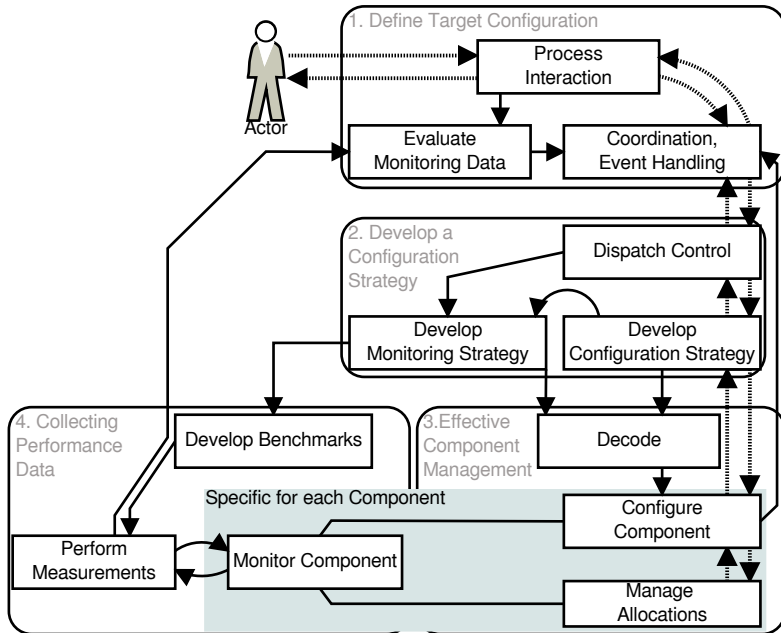 1. Define Target Configuration
Process
Interaction
Actor
Evaluate
Monitoring Data
Coordination,
Event Handling
2. Develop a
Configuration
Strategy
Dispatch Control
Develop
Monitoring Strategy
Develop
Configuration Strategy
4. Collecting
Performance
Data
Develop Benchmarks
3.Effective
Component
Management
Decode
Specific for each Component
Configure
Component
Perform
Measurements
Monitor Component
Manage
Allocations